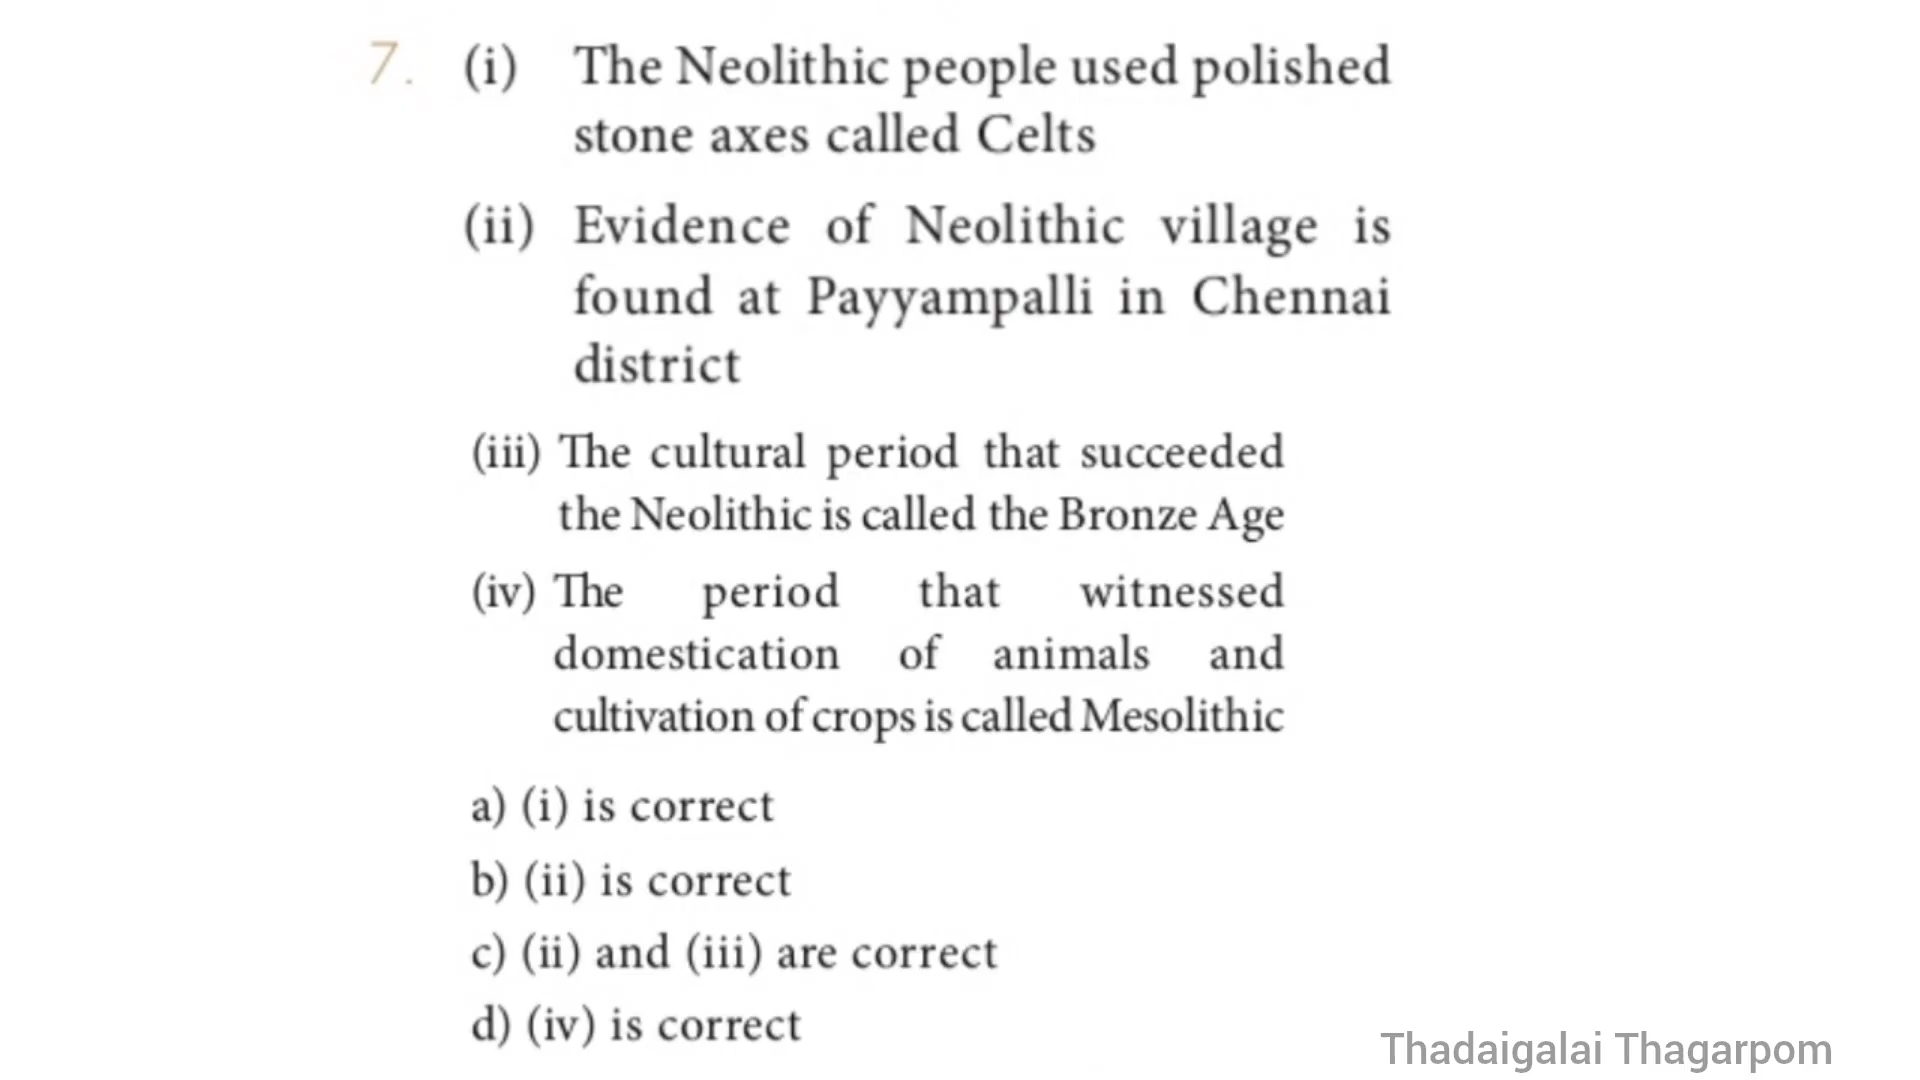 7. (i) The Neolithic people used polished
stone axes called Celts
(ii) Evidence of Neolithic village is
found at Payyampalli in Chennai
district
(iii) The cultural period that succeeded
the Neolithic is called the Bronze Age
(iv) The period that witnessed
domestication of animals and
cultivation of crops is called Mesolithic
a) (i) is correct
b) (ii) is correct
c) (ii) and (iii) are correct
d) (iv) is correct
Thadaigalai Thagarpom